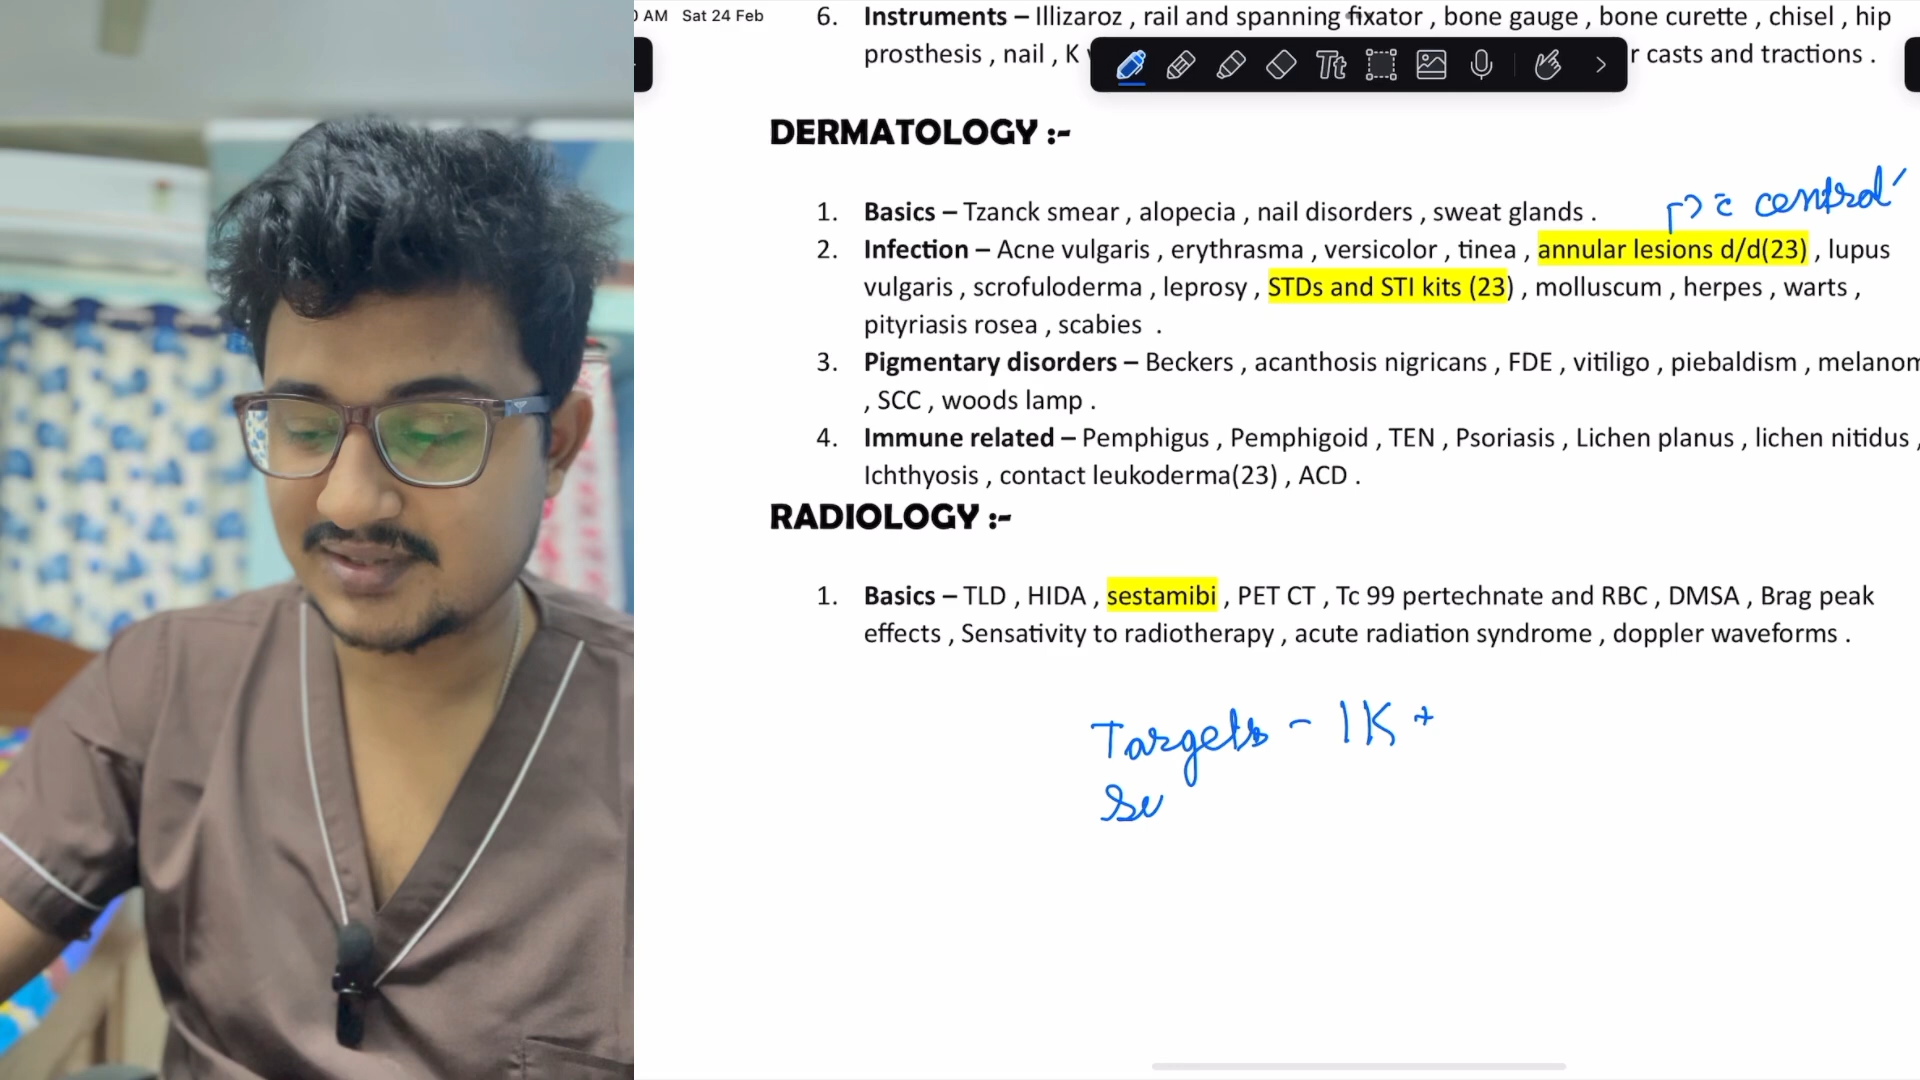 0 AM Sat 24 Feb
6. Instruments – Illizaroz , rail and spanning fixator , bone gauge , bone curette , chisel , hip
prosthesis , nail , K
Tt
r casts and tractions .
DERMATOLOGY :-
central
1. Basics – Tzanck smear , alopecia , nail disorders , sweat glands .
2. Infection – Acne vulgaris , erythrasma , versicolor , tinea , annular lesions d/d(23) , lupus
vulgaris , scrofuloderma , leprosy , STDs and STI kits (23) , molluscum , herpes , warts ,
pityriasis rosea , scabies .
3. Pigmentary disorders – Beckers , acanthosis nigricans , FDE , vitiligo , piebaldism , melanom
, SCC , woods lamp .
4. Immune related – Pemphigus , Pemphigoid , TEN , Psoriasis , Lichen planus , lichen nitidus ,
Ichthyosis , contact leukoderma(23) , ACD .
RADIOLOGY :-
1. Basics – TLD , HIDA , sestamibi , PET CT , Tc 99 pertechnate and RBC , DMSA , Brag peak
effects , Sensativity to radiotherapy , acute radiation syndrome , doppler waveforms .
Targets - 1K +